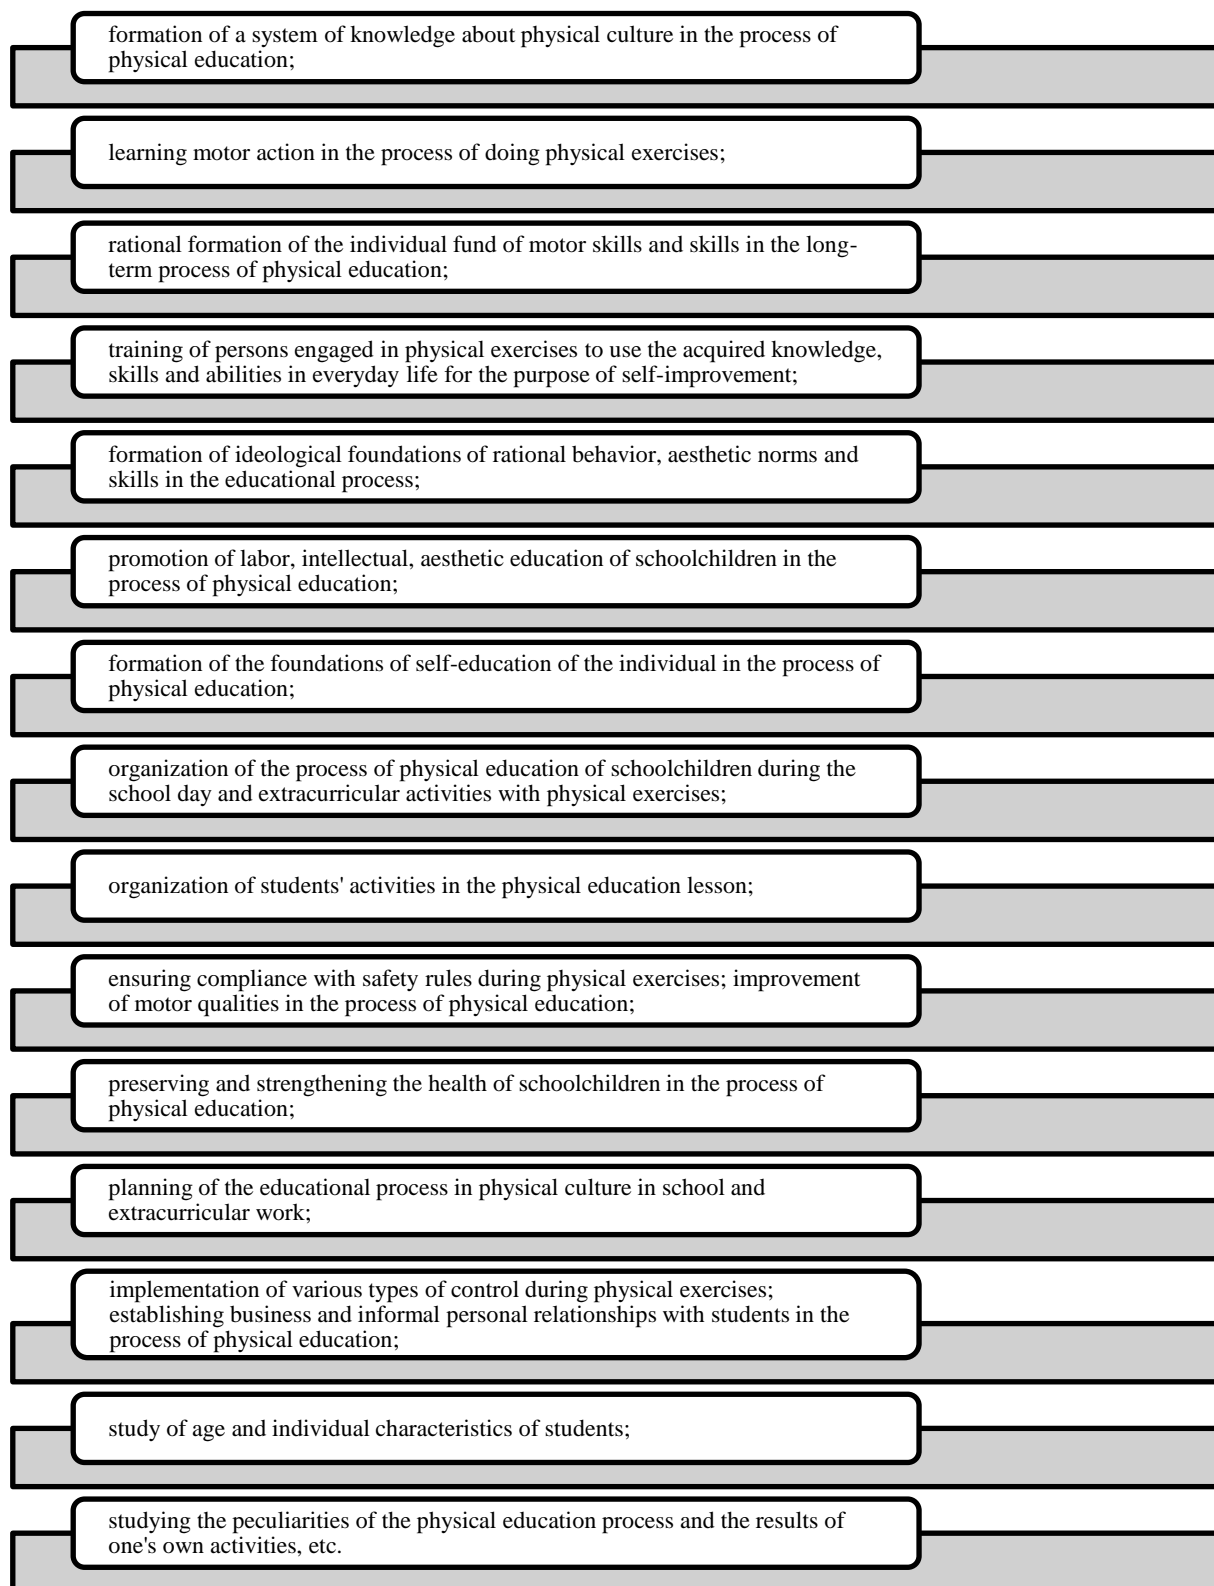 formation of a system of knowledge about physical culture in the process of
physical education;
learning motor action in the process of doing physical exercises;
rational formation of the individual fund of motor skills and skills in the long-
term process of physical education;
training of persons engaged in physical exercises to use the acquired knowledge,
skills and abilities in everyday life for the purpose of self-improvement;
formation of ideological foundations of rational behavior, aesthetic norms and
skills in the educational process;
promotion of labor, intellectual, aesthetic education of schoolchildren in the
process of physical education;
formation of the foundations of self-education of the individual in the process of
physical education;
organization of the process of physical education of schoolchildren during the
school day and extracurricular activities with physical exercises;
organization of students' activities in the physical education lesson;
ensuring compliance with safety rules during physical exercises; improvement
of motor qualities in the process of physical education;
preserving and strengthening the health of schoolchildren in the process of
physical education;
planning of the educational process in physical culture in school and
extracurricular work;
implementation of various types of control during physical exercises;
establishing business and informal personal relationships with students in the
process of physical education;
study of age and individual characteristics of students;
studying the peculiarities of the physical education process and the results of
one's own activities, etc.